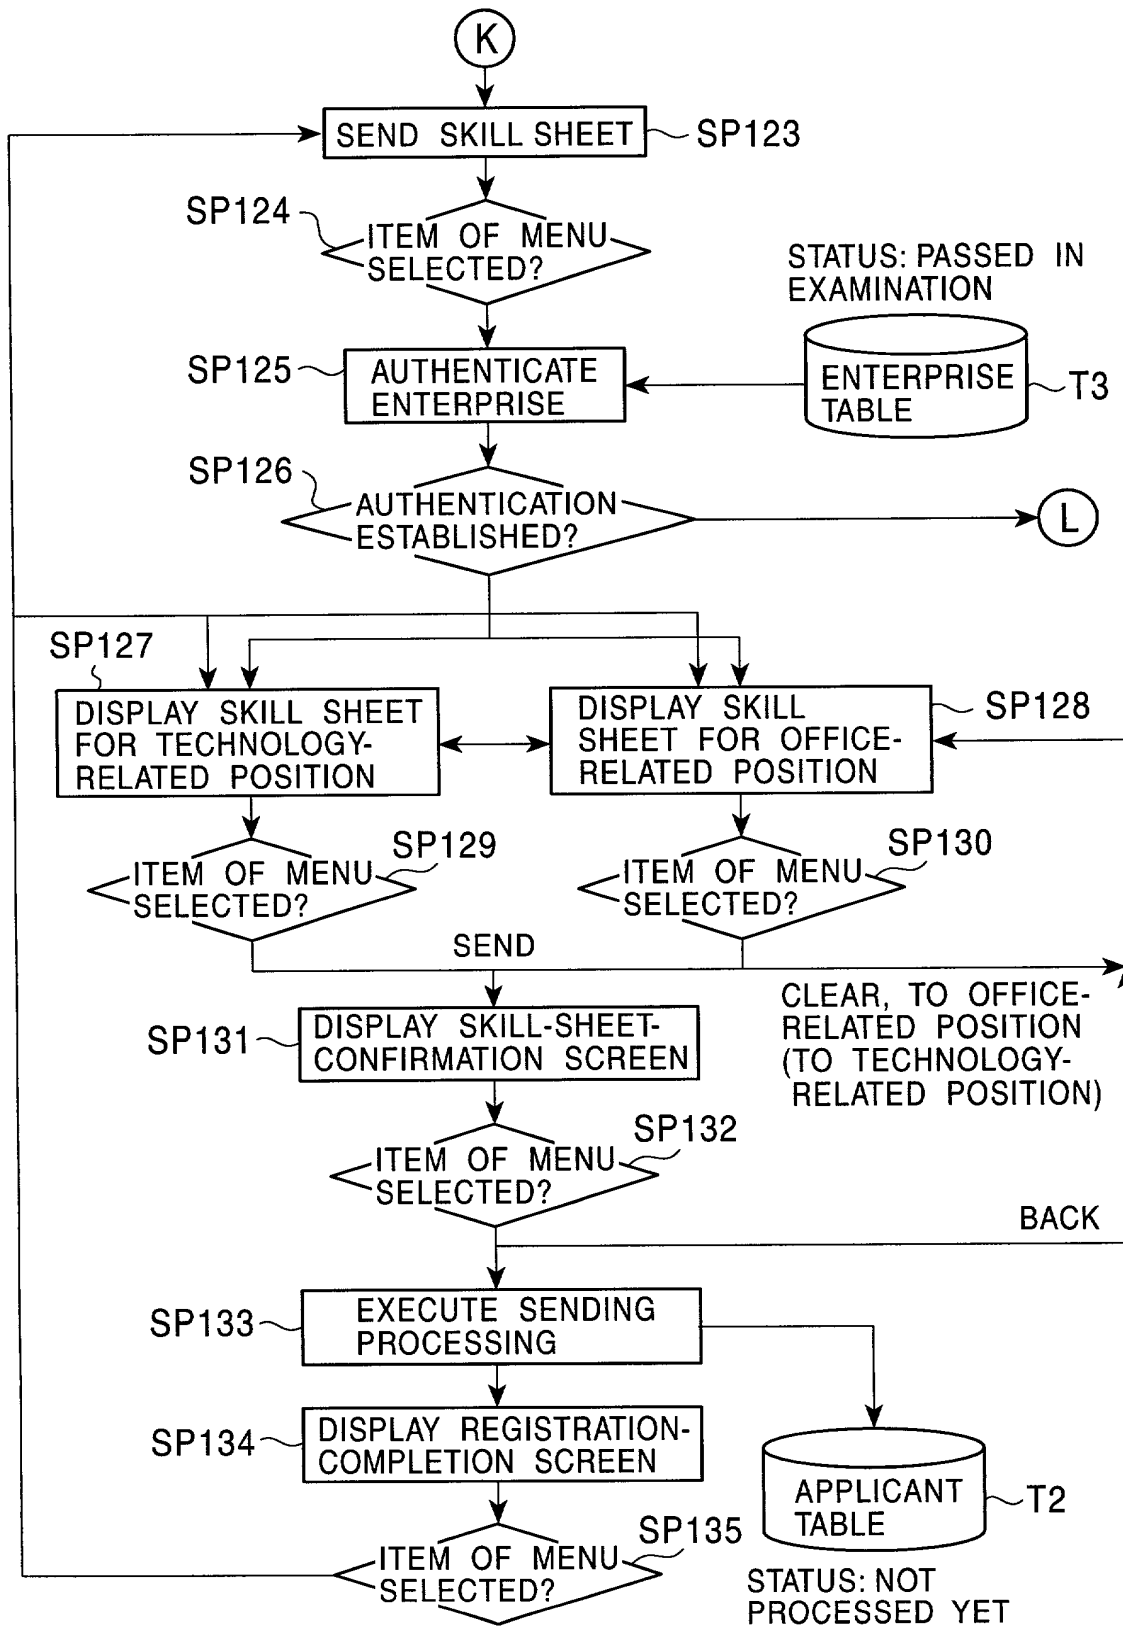 K
SEND SKILL SHEET
SP123
SP124
ITEM OF MENU
SELECTED?
STATUS: PASSED IN
EXAMINATION
SP125
AUTHENTICATE
ENTERPRISE
ENTERPRISE
TABLE
T3
SP126
AUTHENTICATION
ESTABLISHED?
L
SP127
DISPLAY SKILL SHEET
FOR TECHNOLOGY-
RELATED POSITION
DISPLAY SKILL
SHEET FOR OFFICE-
RELATED POSITION
SP128
SP129
ITEM OF MENU
SELECTED?
SP130
ITEM OF MENU
SELECTED?
SEND
CLEAR, TO OFFICE-
RELATED POSITION
(TO TECHNOLOGY-
RELATED POSITION)
SP131
DISPLAY SKILL-SHEET-
CONFIRMATION SCREEN
SP132
ITEM OF MENU
SELECTED?
BACK
SP133
EXECUTE SENDING
PROCESSING
SP134
DISPLAY REGISTRATION-
COMPLETION SCREEN
APPLICANT
TABLE
T2
SP135
ITEM OF MENU
SELECTED?
STATUS: NOT
PROCESSED YET